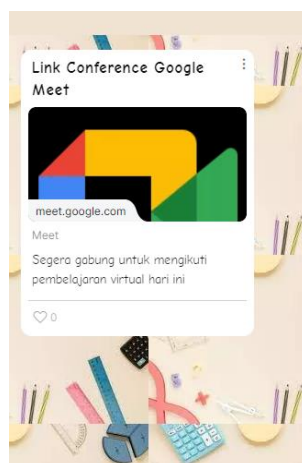 Link Conference Google
Meet
meet.google.com
Meet
Segera gabung untuk mengikuti
pembelajaran virtual hari ini
0